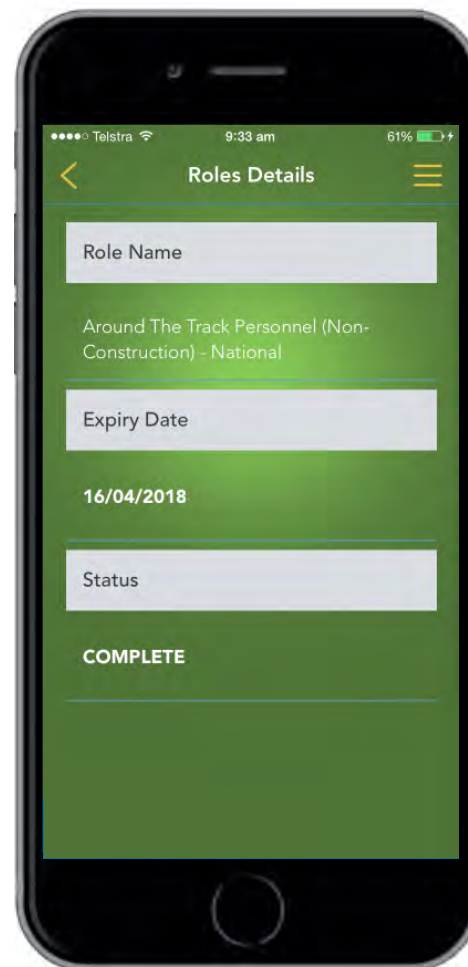 Telstra 9:33 am 61%
Roles Details
Role Name
Around The Track Personnel (Non-
Construction) - National
Expiry Date
16/04/2018
Status
COMPLETE